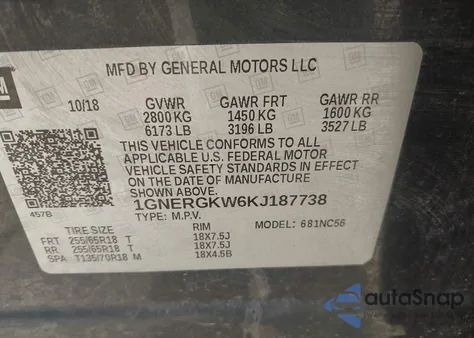 GM
MFD BY GENERAL MOTORS LLC
10/18 GVWR GAWR FRT GAWR RR
2800 KG 1450 KG 1600 KG
6173 LB 3196 LB 3527 LB
THIS VEHICLE CONFORMS TO ALL
APPLICABLE U.S. FEDERAL MOTOR
VEHICLE SAFETY STANDARDS IN EFFECT
ON THE DATE OF MANUFACTURE
SHOWN ABOVE.
1GNERGKW6KJ187738
457B
TYPE: M.P.V.
TIRE SIZE RIM MODEL: 681NC56
FRT 255/65R18 T 18X7.5J
RR 255/65R18 T 18X7.5J
SPA T135/70R18 M 18X4.5B
autoSnap